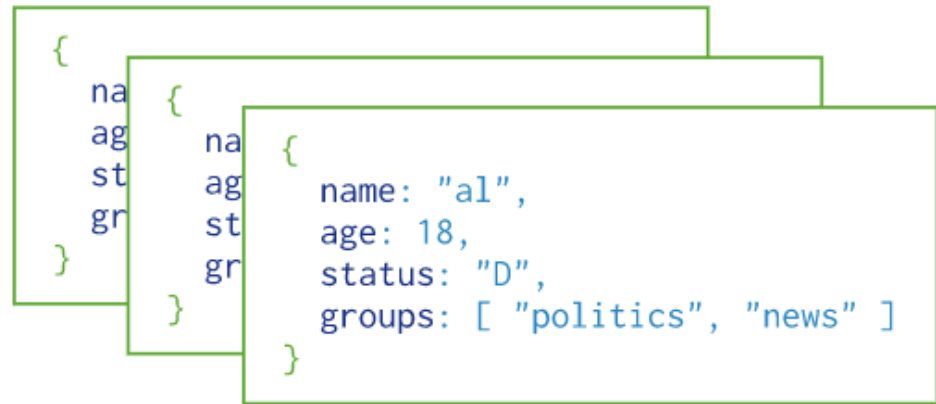 {
na
ag
st
gr
}
{
na
ag
st
gr
}
{
name: "al",
age: 18,
status: "D",
groups: [ "politics", "news" ]
}